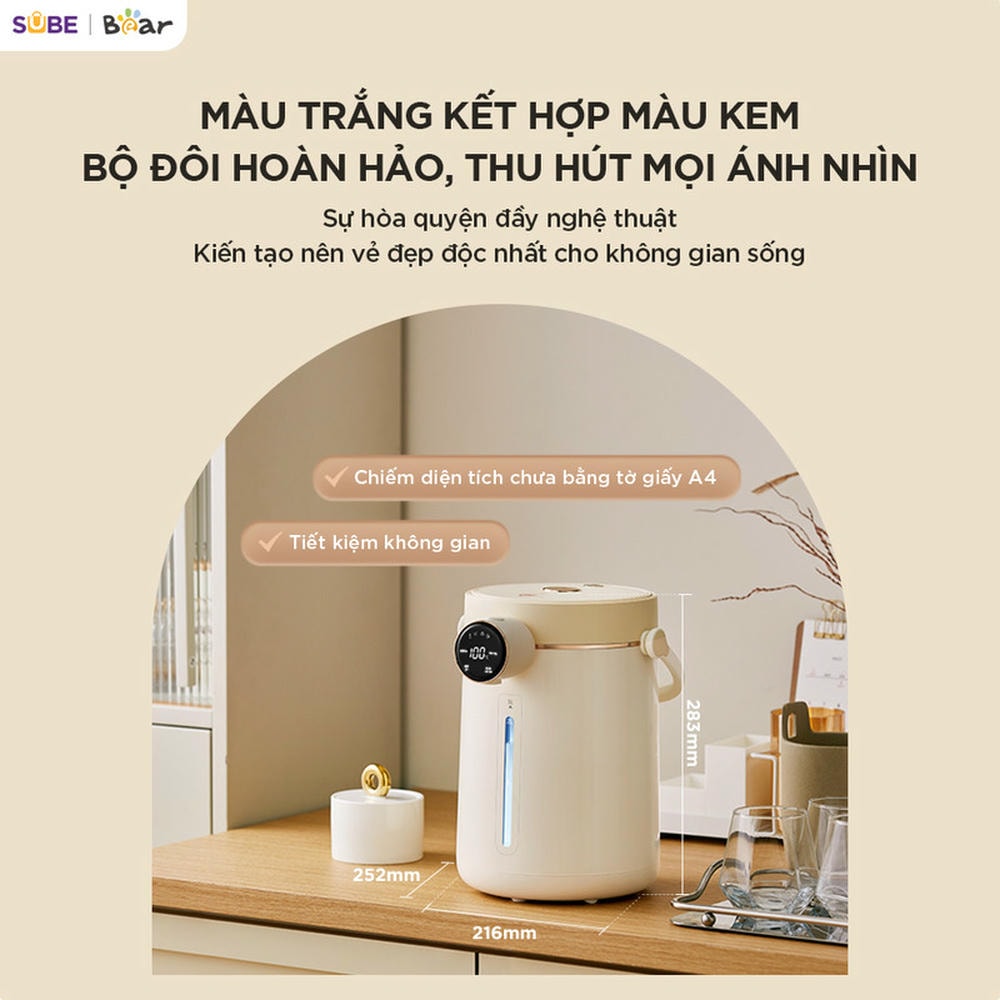 SUBE | Bear
MÀU TRẮNG KẾT HỢP MÀU KEM
BỘ ĐÔI HOÀN HẢO, THU HÚT MỌI ÁNH NHÌN
Sự hòa quyện đầy nghệ thuật
Kiến tạo nên vẻ đẹp độc nhất cho không gian sống
Chiếm diện tích chưa bằng tờ giấy A4
Tiết kiệm không gian
100
283mm
252mm
216mm